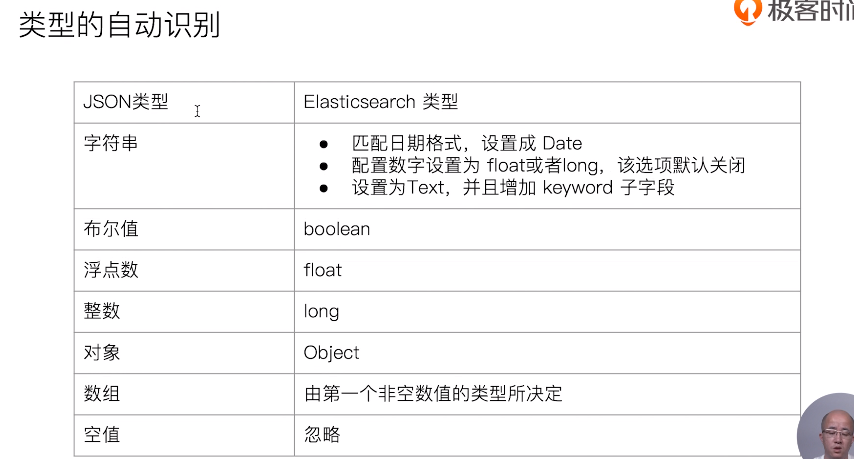 类型的自动识别
极客时间
JSON类型
Elasticsearch 类型
字符串
● 匹配日期格式，设置成 Date
● 配置数字设置为 float或者long，该选项默认关闭
● 设置为Text，并且增加 keyword 子字段
布尔值
boolean
浮点数
float
整数
long
对象
Object
数组
由第一个非空数值的类型所决定
空值
忽略